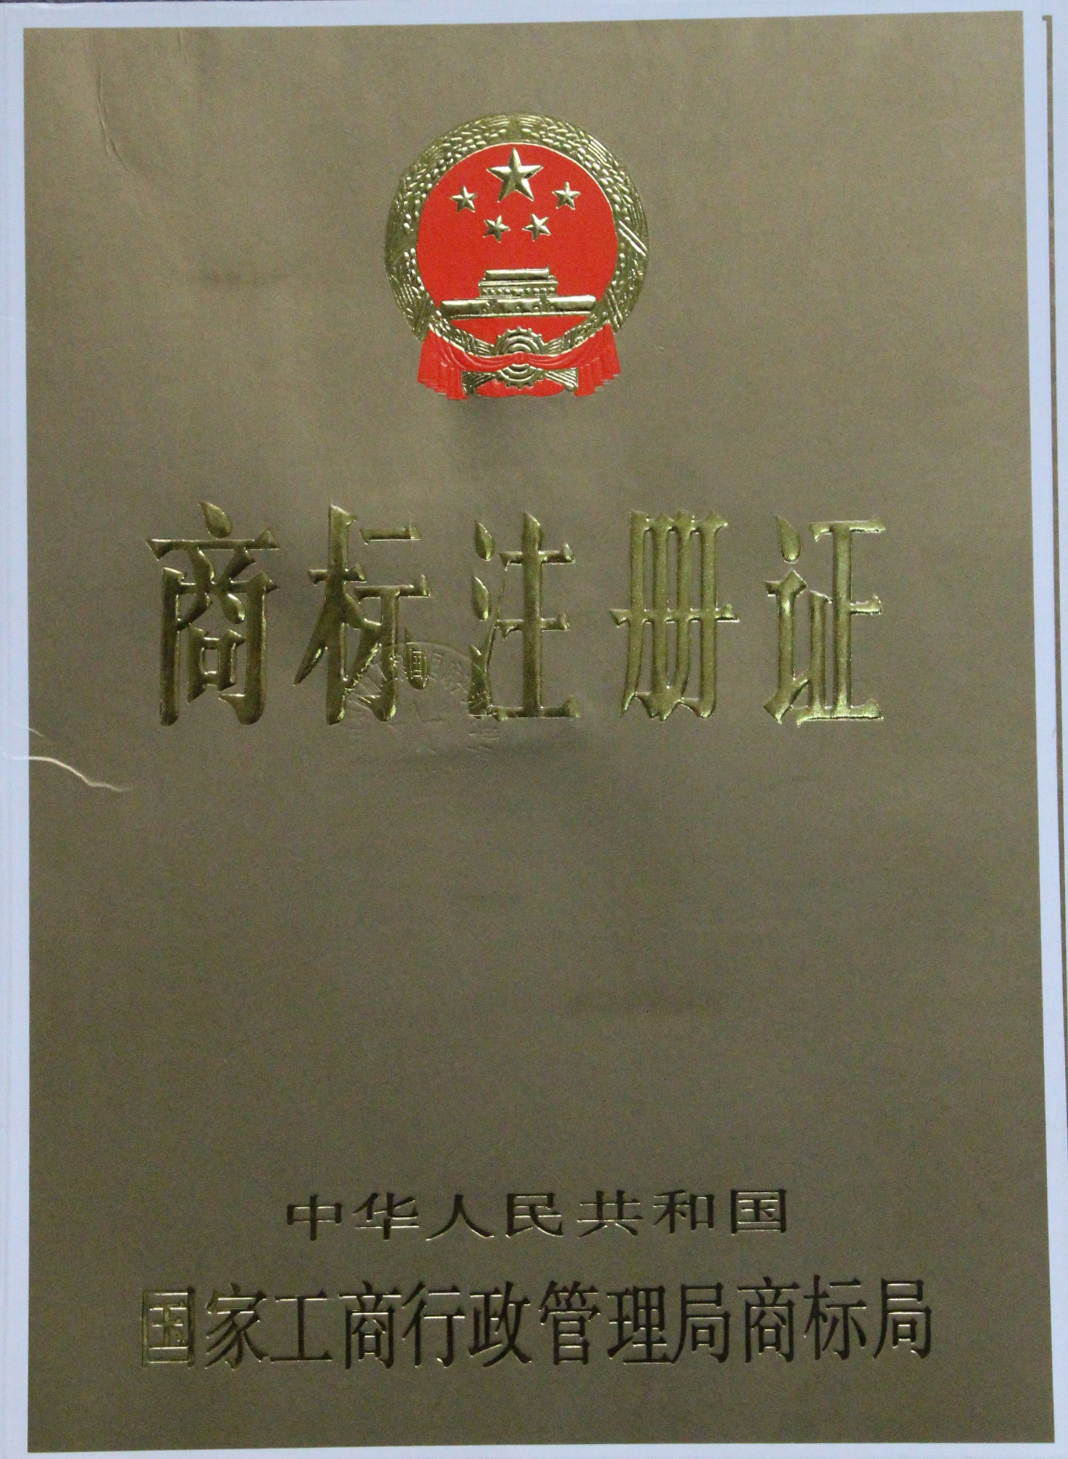 商标注册证
中华人民共和国
国家工商行政管理局商标局